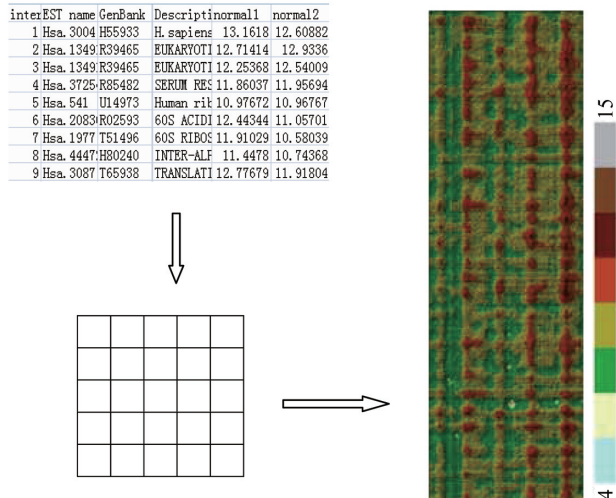 inter EST name GenBank Descripti normal1 normal2
1 Hsa.3004 H55933 H.sapiens 13.1618 12.60882
2 Hsa.1349 R39465 EUKARYOTI 12.71414 12.9336
3 Hsa.1349 R39465 EUKARYOTI 12.25368 12.54009
4 Hsa.3725 R85482 SERUM RES 11.86037 11.95694
5 Hsa.541 U14973 Human rib 10.97672 10.96767
6 Hsa.2083 R02593 60S ACIDI 12.44344 11.05701
7 Hsa.1977 T51496 60S RIBOS 11.91029 10.58039
8 Hsa.4447 H80240 INTER-ALP 11.4478 10.74368
9 Hsa.3087 T65938 TRANSLATI 12.77679 11.91804
15
4